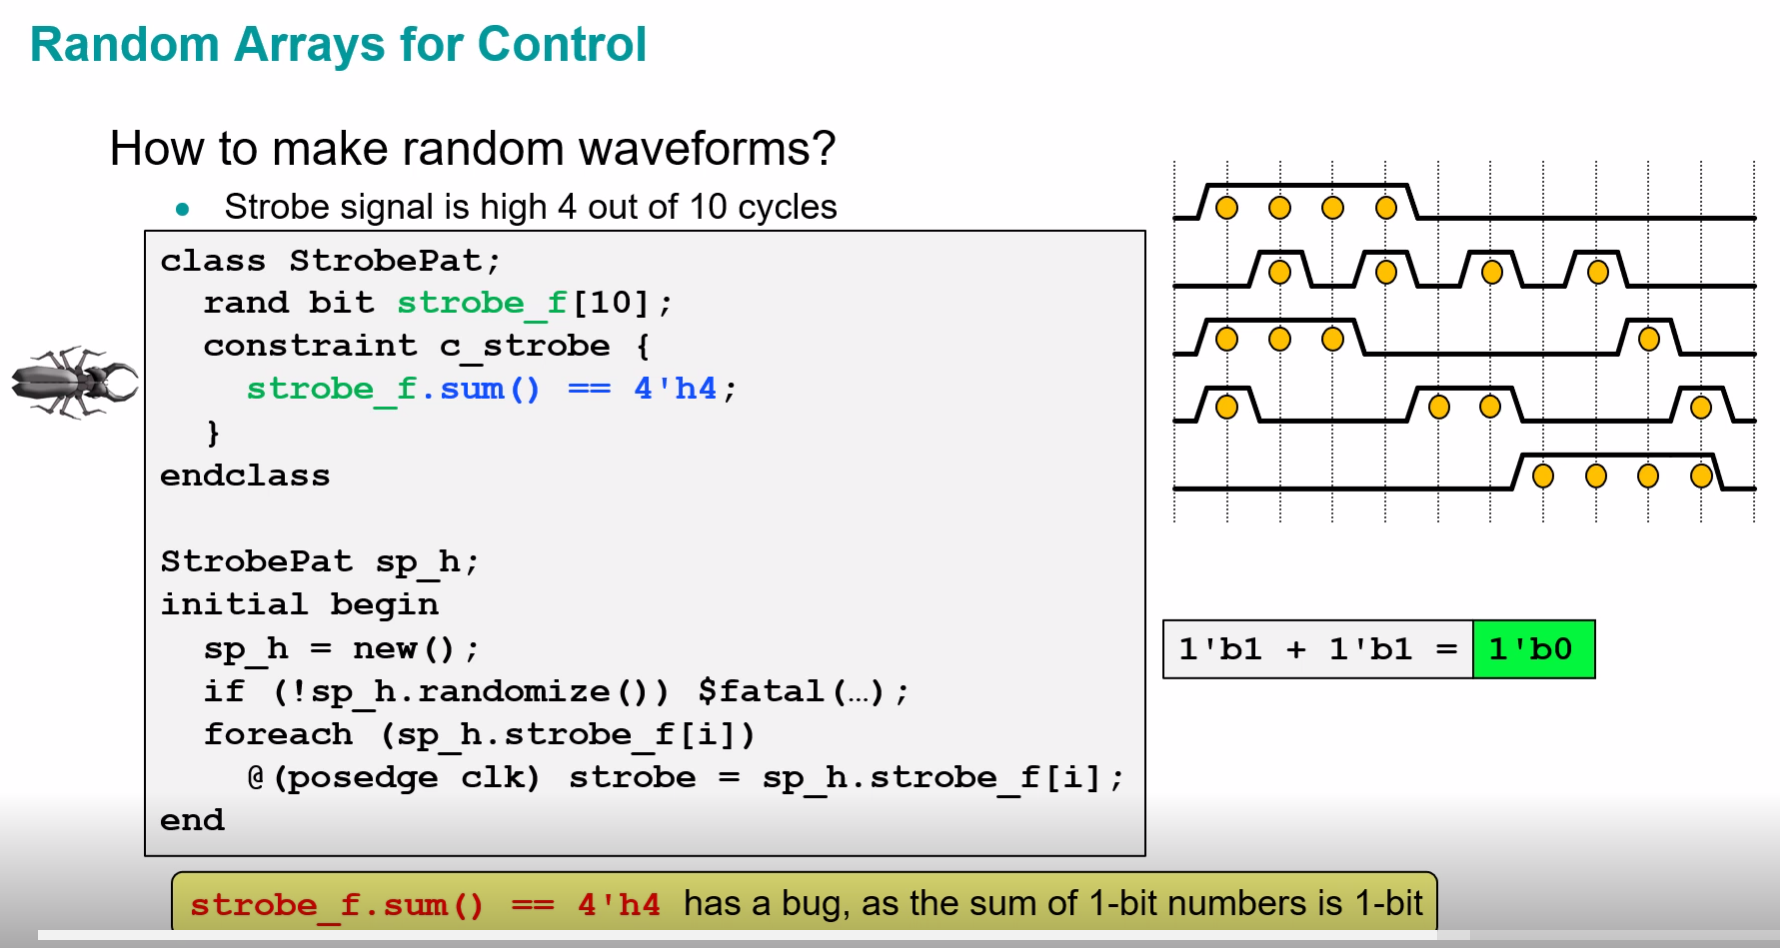 Random Arrays for Control
How to make random waveforms?
• Strobe signal is high 4 out of 10 cycles
class StrobePat;
rand bit strobe_f[10];
constraint c_strobe {
strobe_f.sum() == 4'h4;
}
endclass
StrobePat sp_h;
initial begin
sp_h = new();
if (!sp_h.randomize()) $fatal(…);
foreach (sp_h.strobe_f[i])
@(posedge clk) strobe = sp_h.strobe_f[i];
end
1'b1 + 1'b1 = 1'b0
strobe_f.sum() == 4'h4 has a bug, as the sum of 1-bit numbers is 1-bit